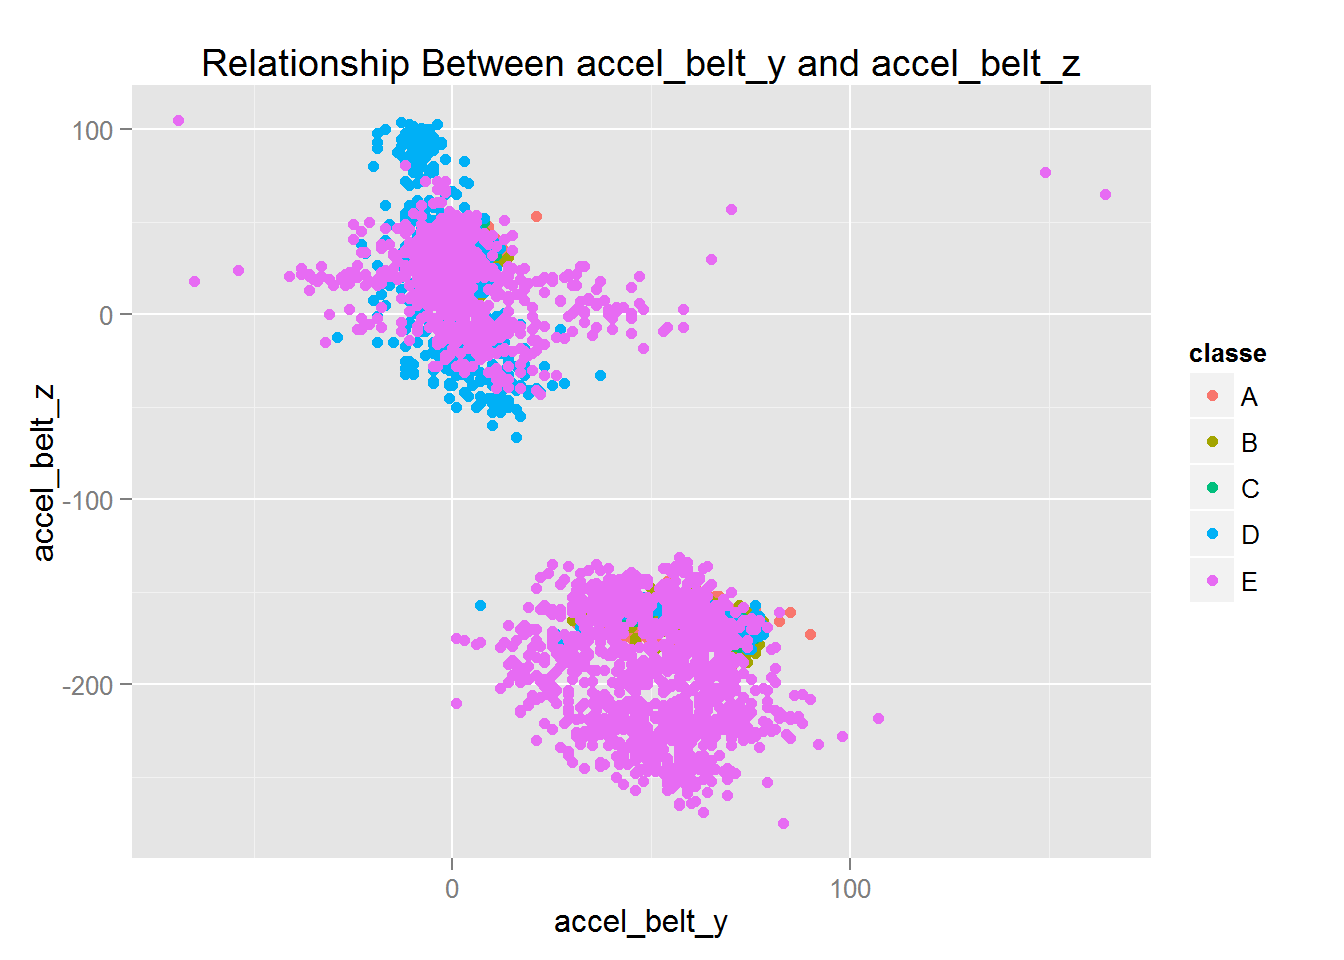 Relationship Between accel_belt_y and accel_belt_z
100
0
-100
-200
accel_belt_z
0
100
accel_belt_y
classe
A
B
C
D
E